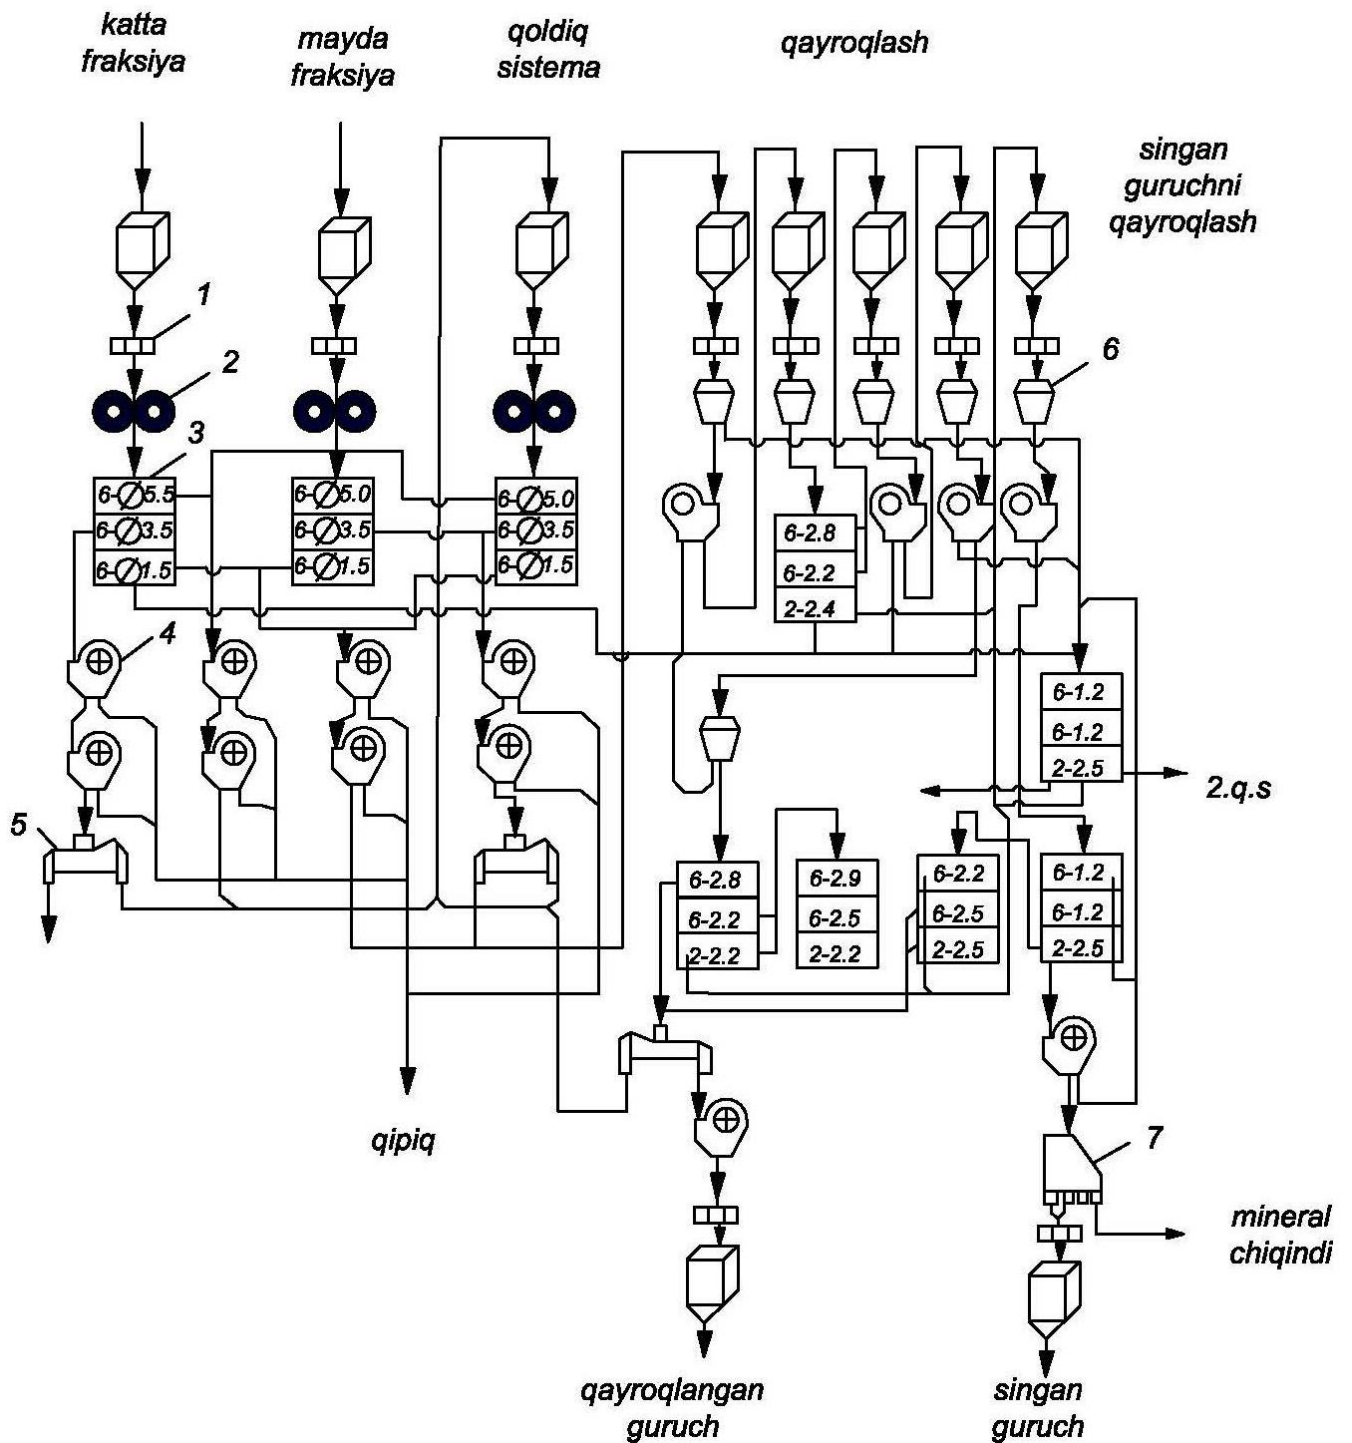 katta
fraksiya
mayda
fraksiya
qoldiq
sistema
qayroqlash
singan
guruchni
qayroqlash
1
2
3
6
6-∅5.5
6-∅3.5
6-∅1.5
6-∅5.0
6-∅3.5
6-∅1.5
6-∅5.0
6-∅3.5
6-∅1.5
6-2.8
6-2.2
2-2.4
4
6-1.2
6-1.2
2-2.5
2.q.s
5
6-2.8
6-2.2
2-2.2
6-2.9
6-2.5
2-2.2
6-2.2
6-2.5
2-2.5
6-1.2
6-1.2
2-2.5
qipiq
7
mineral
chiqindi
qayroqlangan
guruch
singan
guruch